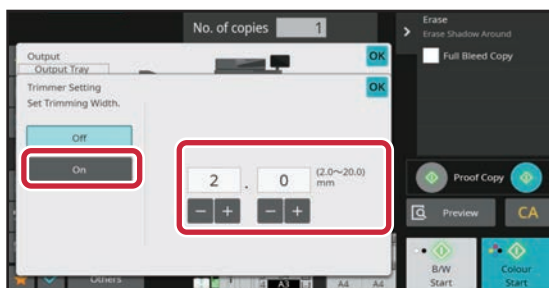 No. of copies 1
Erase
Erase Shadow Around
Full Bleed Copy
Output
OK
Output Tray
Trimmer Setting
OK
Set Trimming Width.
Off
On
2 . 0 (2.0～20.0)
mm
− + − +
Proof Copy
Preview
CA
B/W
Start
Colour
Start
Others
A3
A4
A4